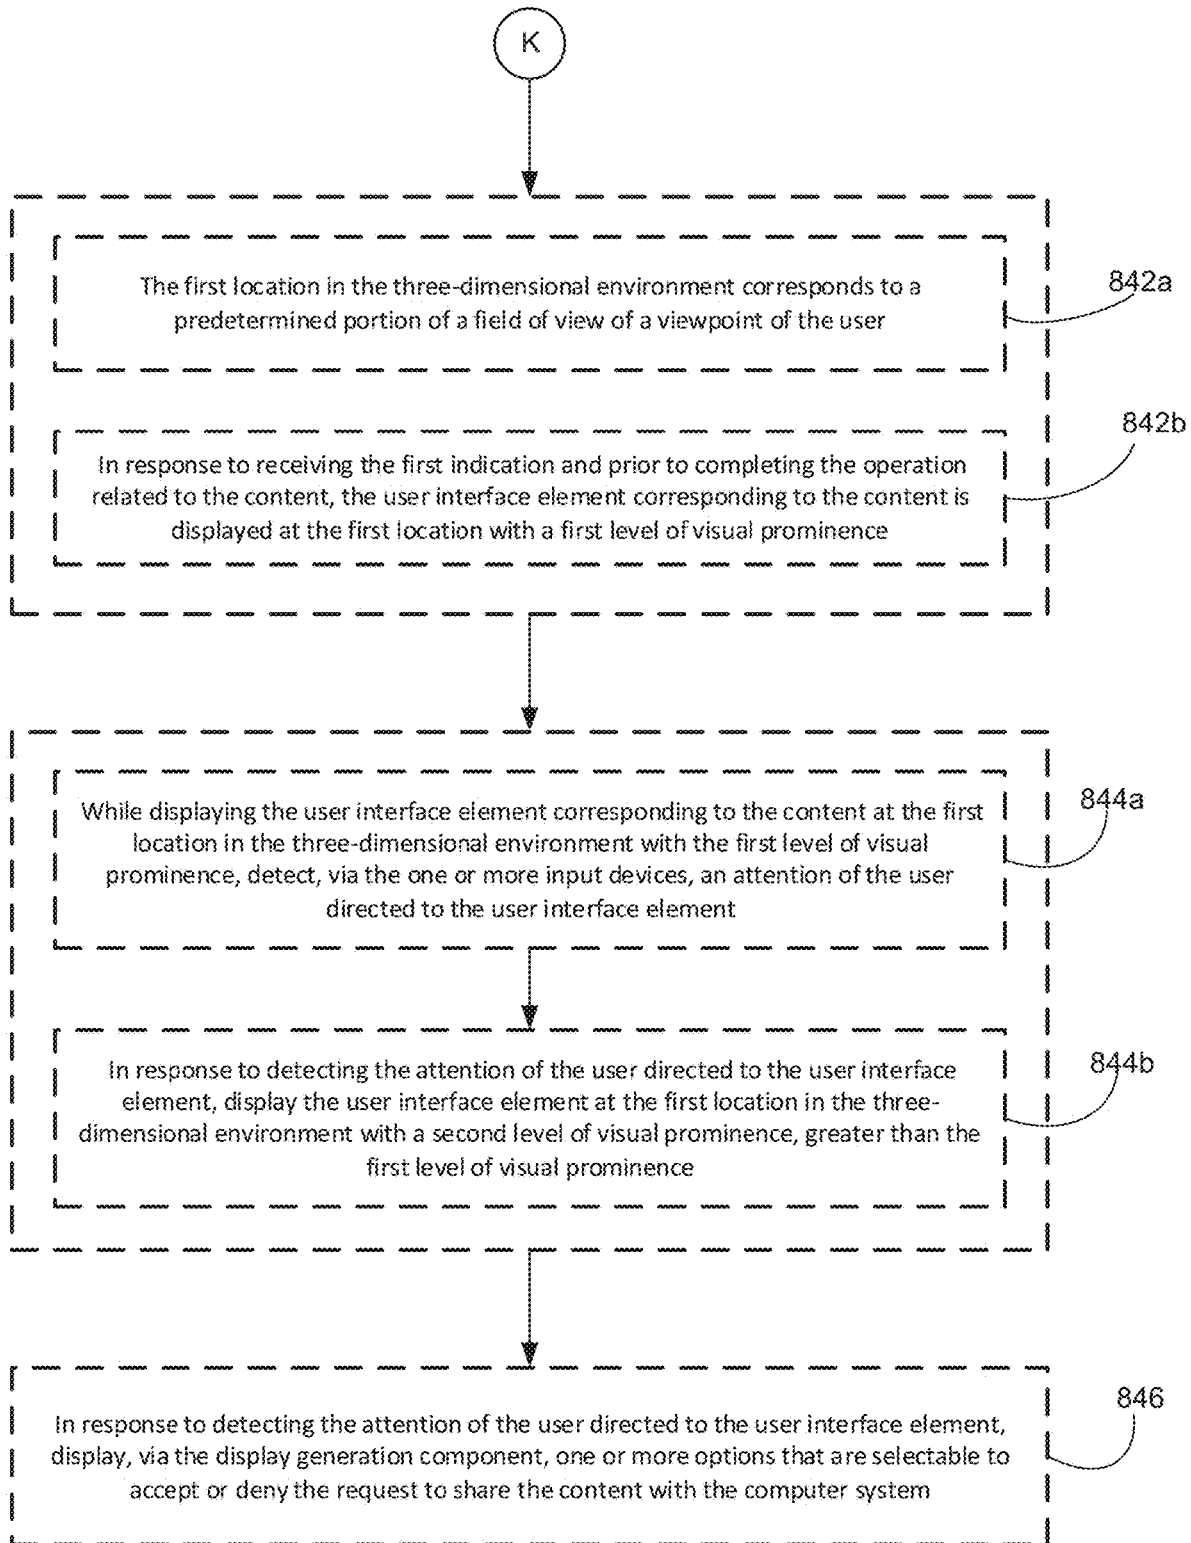 K
The first location in the three-dimensional environment corresponds to a
predetermined portion of a field of view of a viewpoint of the user
842a
842b
In response to receiving the first indication and prior to completing the operation
related to the content, the user interface element corresponding to the content is
displayed at the first location with a first level of visual prominence
While displaying the user interface element corresponding to the content at the first
location in the three-dimensional environment with the first level of visual
prominence, detect, via the one or more input devices, an attention of the user
directed to the user interface element
844a
In response to detecting the attention of the user directed to the user interface
element, display the user interface element at the first location in the three-
dimensional environment with a second level of visual prominence, greater than the
first level of visual prominence
844b
In response to detecting the attention of the user directed to the user interface element,
display, via the display generation component, one or more options that are selectable to
accept or deny the request to share the content with the computer system
846